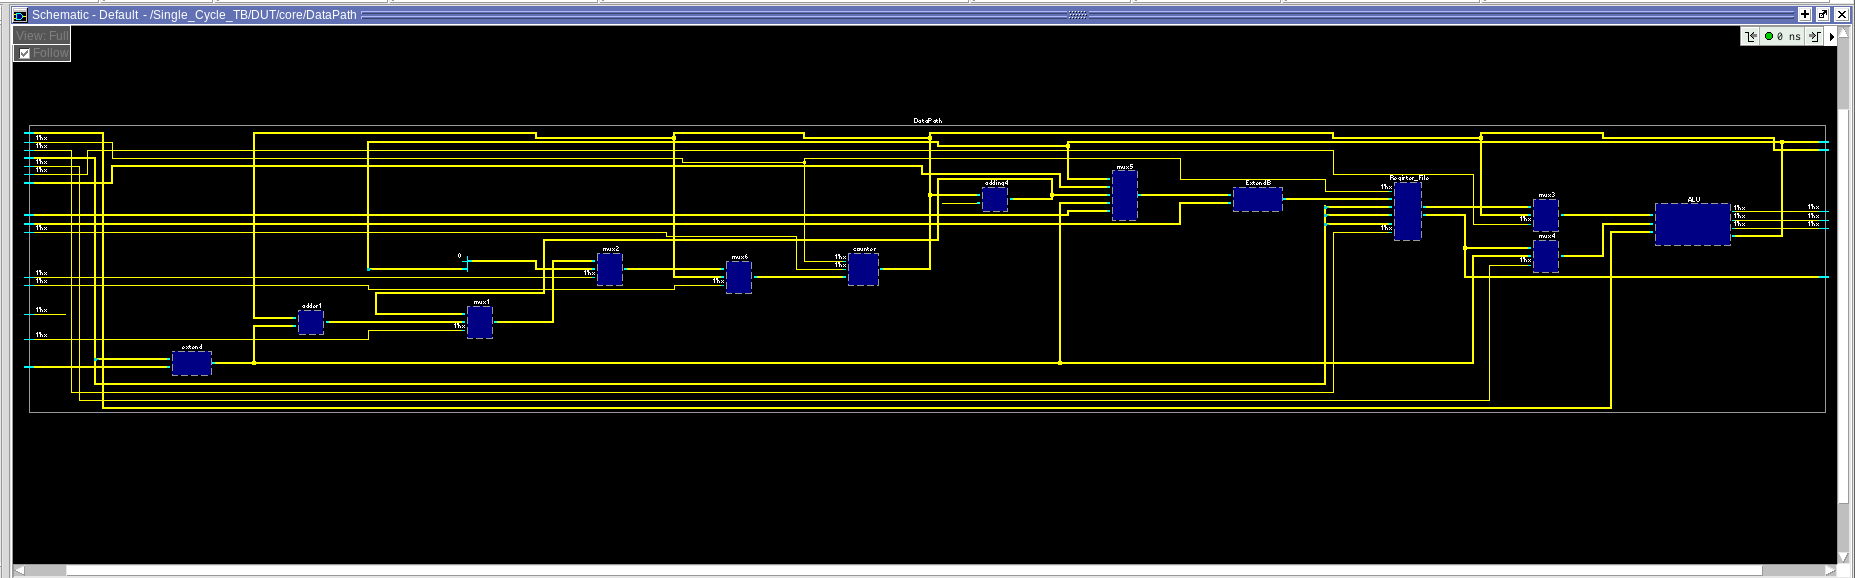 Schematic - Default - /Single_Cycle_TB/DUT/core/DataPath
View: Full
Follow
0 ns
DataPath
1'hx
1'hx
1'hx
1'hx
mux5
adding4
ExtendB
Register_File
1'hx
mux3
1'hx
ALU
1'hx
1'hx
1'hx
1'hx
1'hx
1'hx
1'hx
1'hx
mux4
1'hx
0
mux2
1'hx
mux6
1'hx
counter
1'hx
1'hx
1'hx
1'hx
1'hx
adder1
mux1
1'hx
1'hx
extend